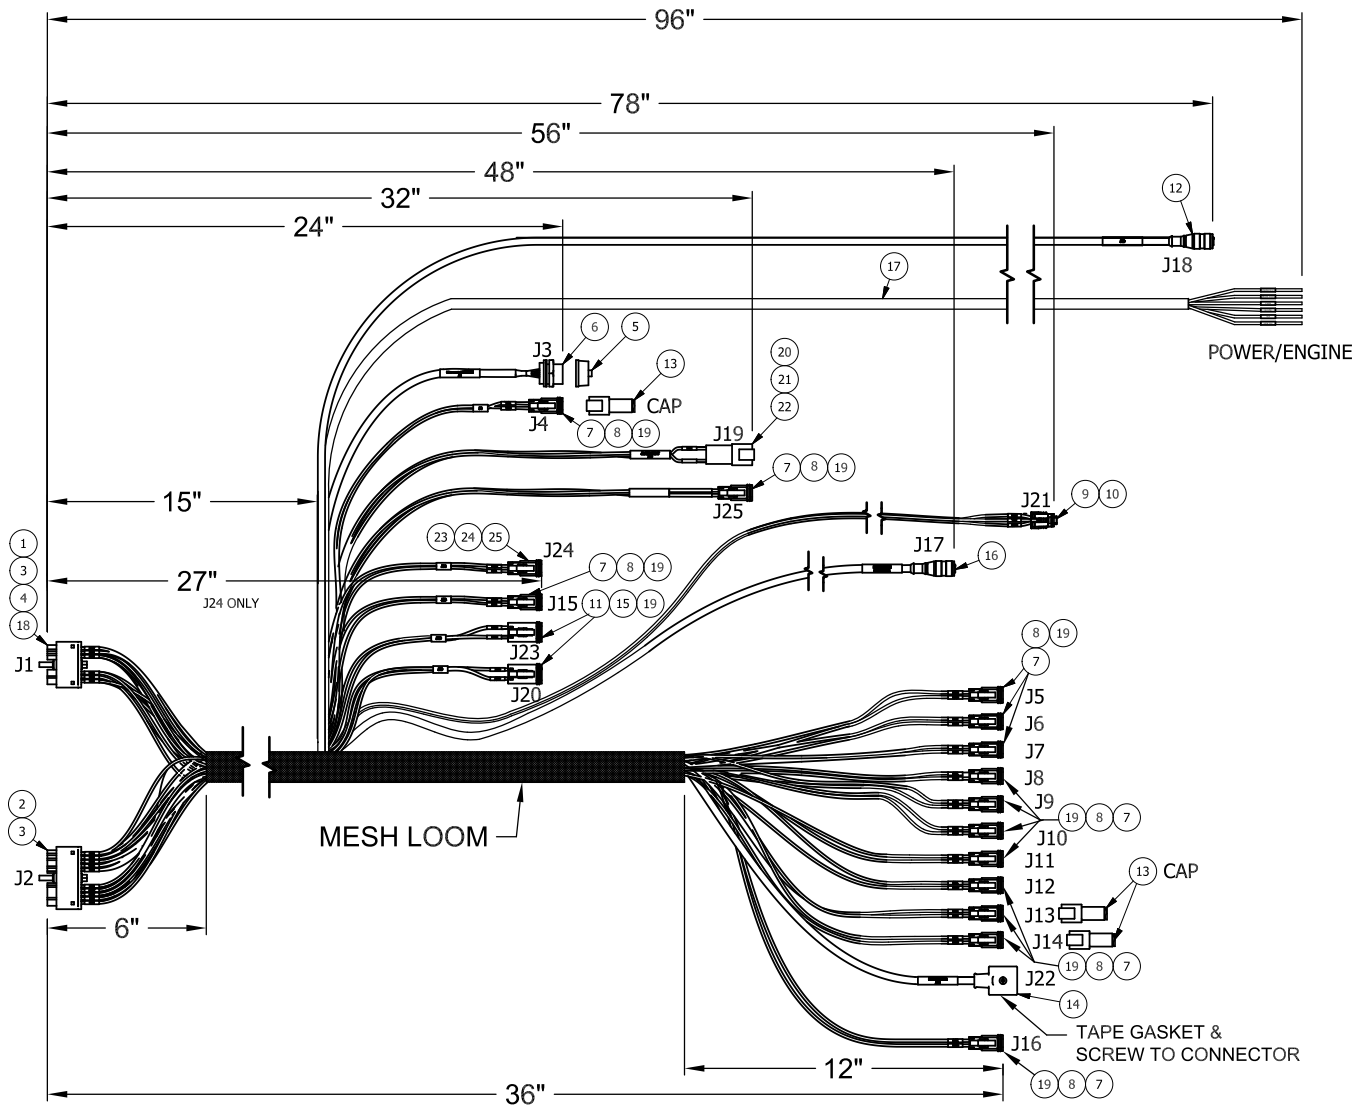 96"
78"
56"
48"
32"
24"
12
J18
17
POWER/ENGINE
6
5
J3
13
CAP
J4
7 8 19
20
21
22
J19
7 8 19
J25
15"
J21
9 10
23 24 25
J24
J17
16
1
3
4
18
27"
J24 ONLY
7 8 19
J15
11 15 19
J23
J20
J1
8 19
7
J5
J6
J7
J8
J9
19 8 7
J10
J11
J12
13 CAP
J13
J14
19 8 7
J22
14
TAPE GASKET &
SCREW TO CONNECTOR
J16
19 8 7
MESH LOOM
2
3
J2
6"
12"
36"